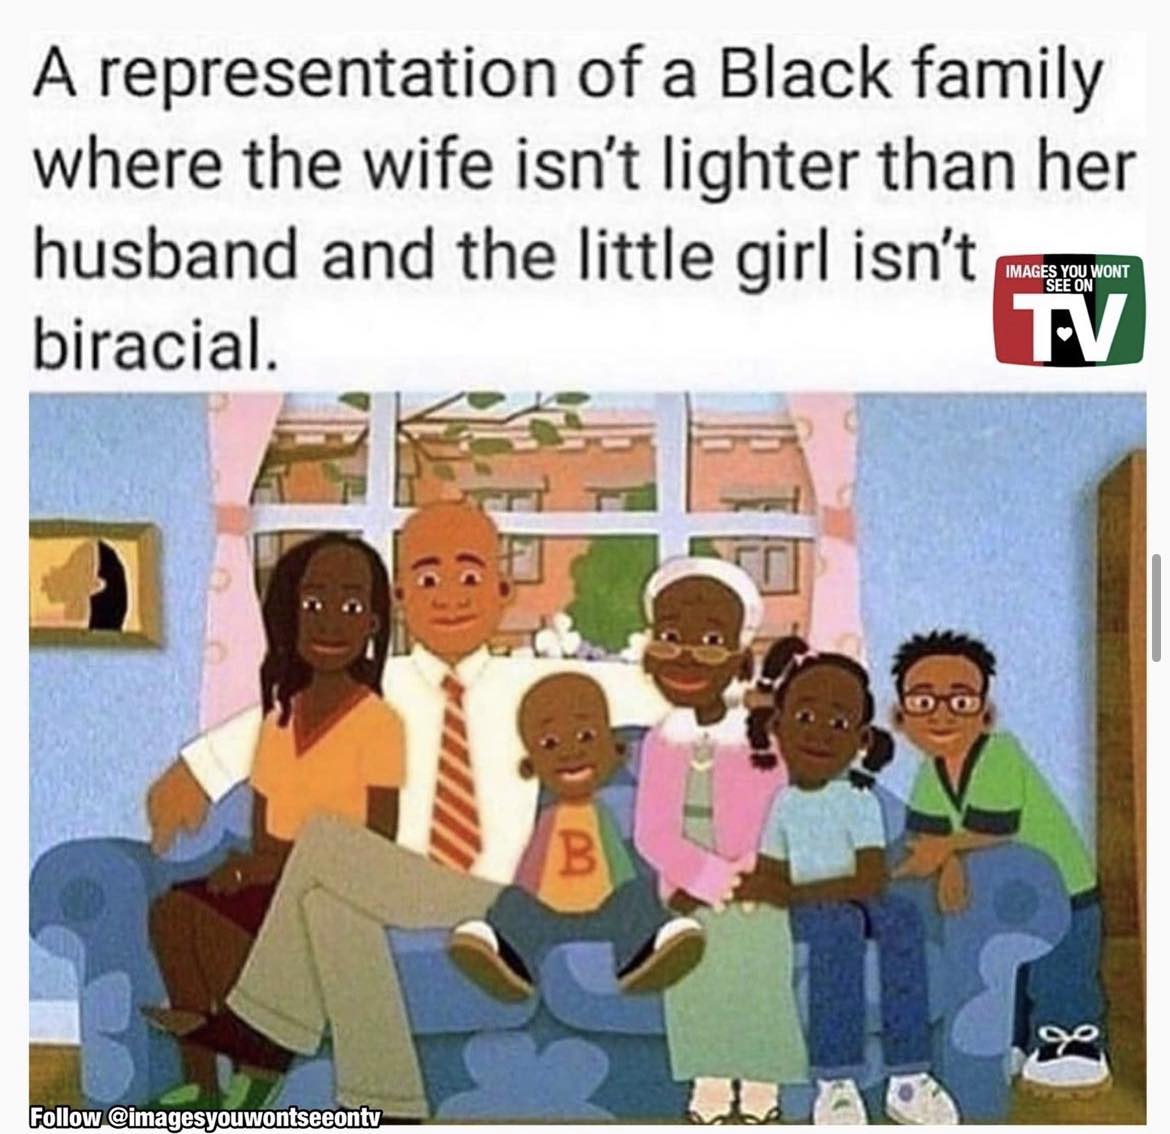 A representation of a Black family
where the wife isn't lighter than her
husband and the little girl isn't
biracial.
IMAGES YOU WONT
SEE ON
TV
B
Follow @imagesyouwontseeontv